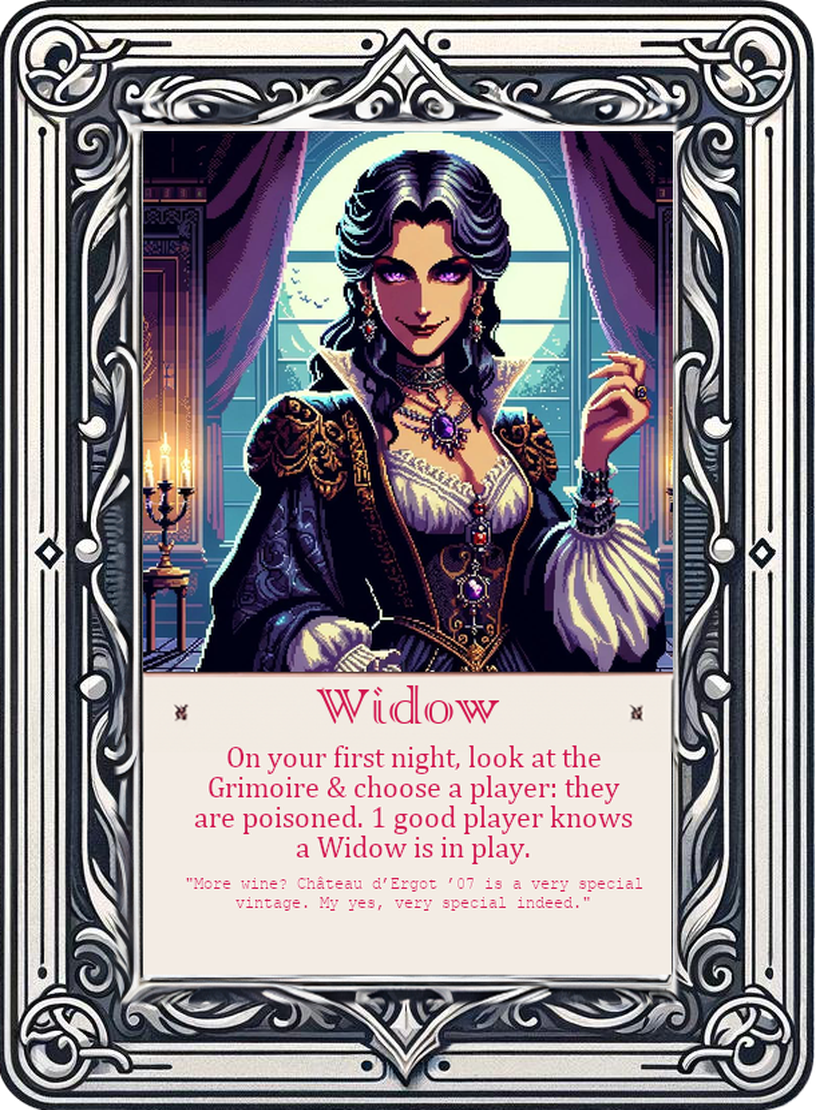 Widow
On your first night, look at the
Grimoire & choose a player: they
are poisoned. 1 good player knows
a Widow is in play.
"More wine? Château d’Ergot ’07 is a very special
vintage. My yes, very special indeed."